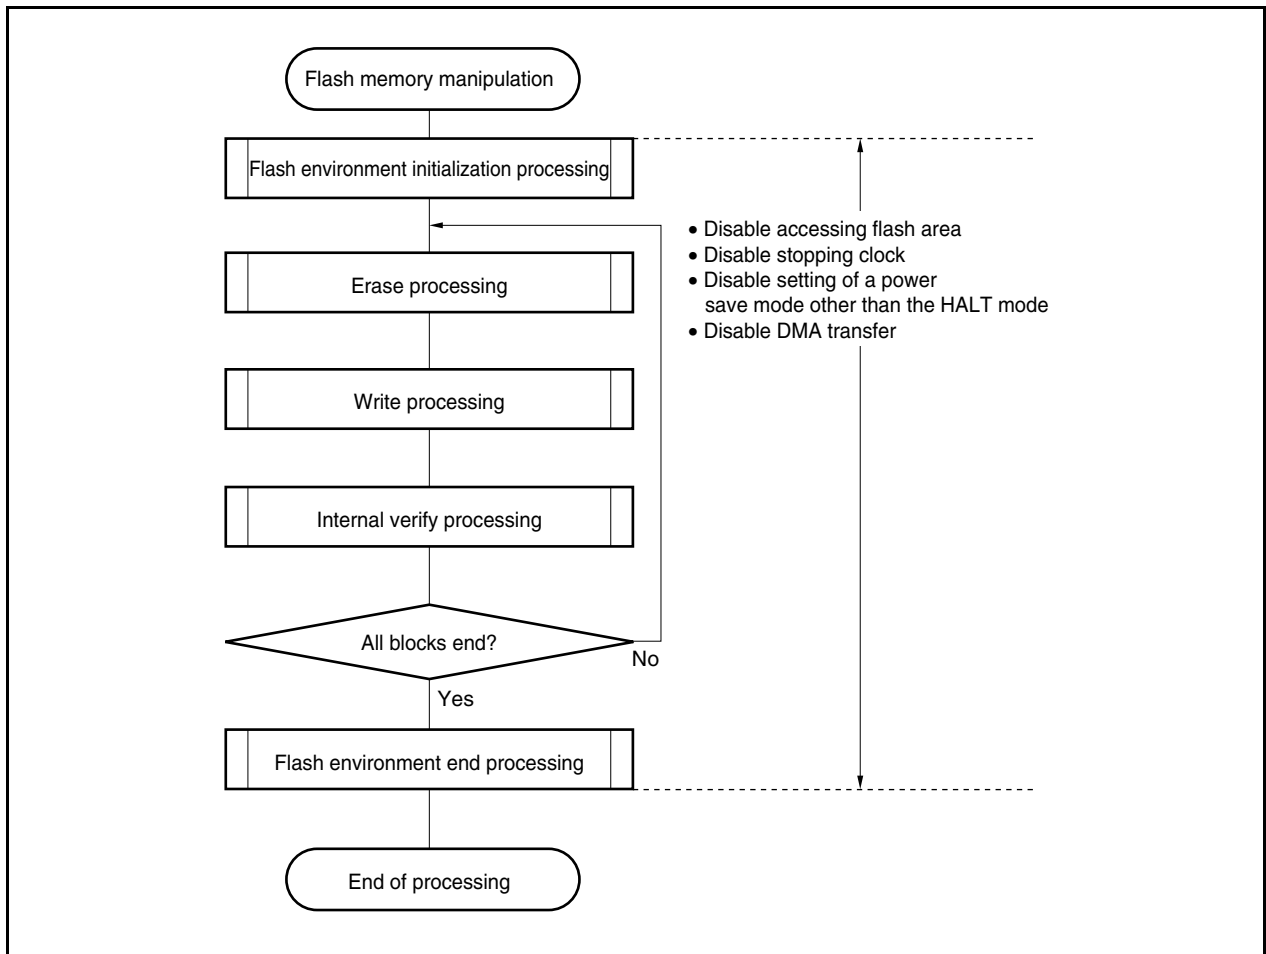 Flash memory manipulation
Flash environment initialization processing
• Disable accessing flash area
• Disable stopping clock
• Disable setting of a power
save mode other than the HALT mode
• Disable DMA transfer
Erase processing
Write processing
Internal verify processing
All blocks end?
No
Yes
Flash environment end processing
End of processing